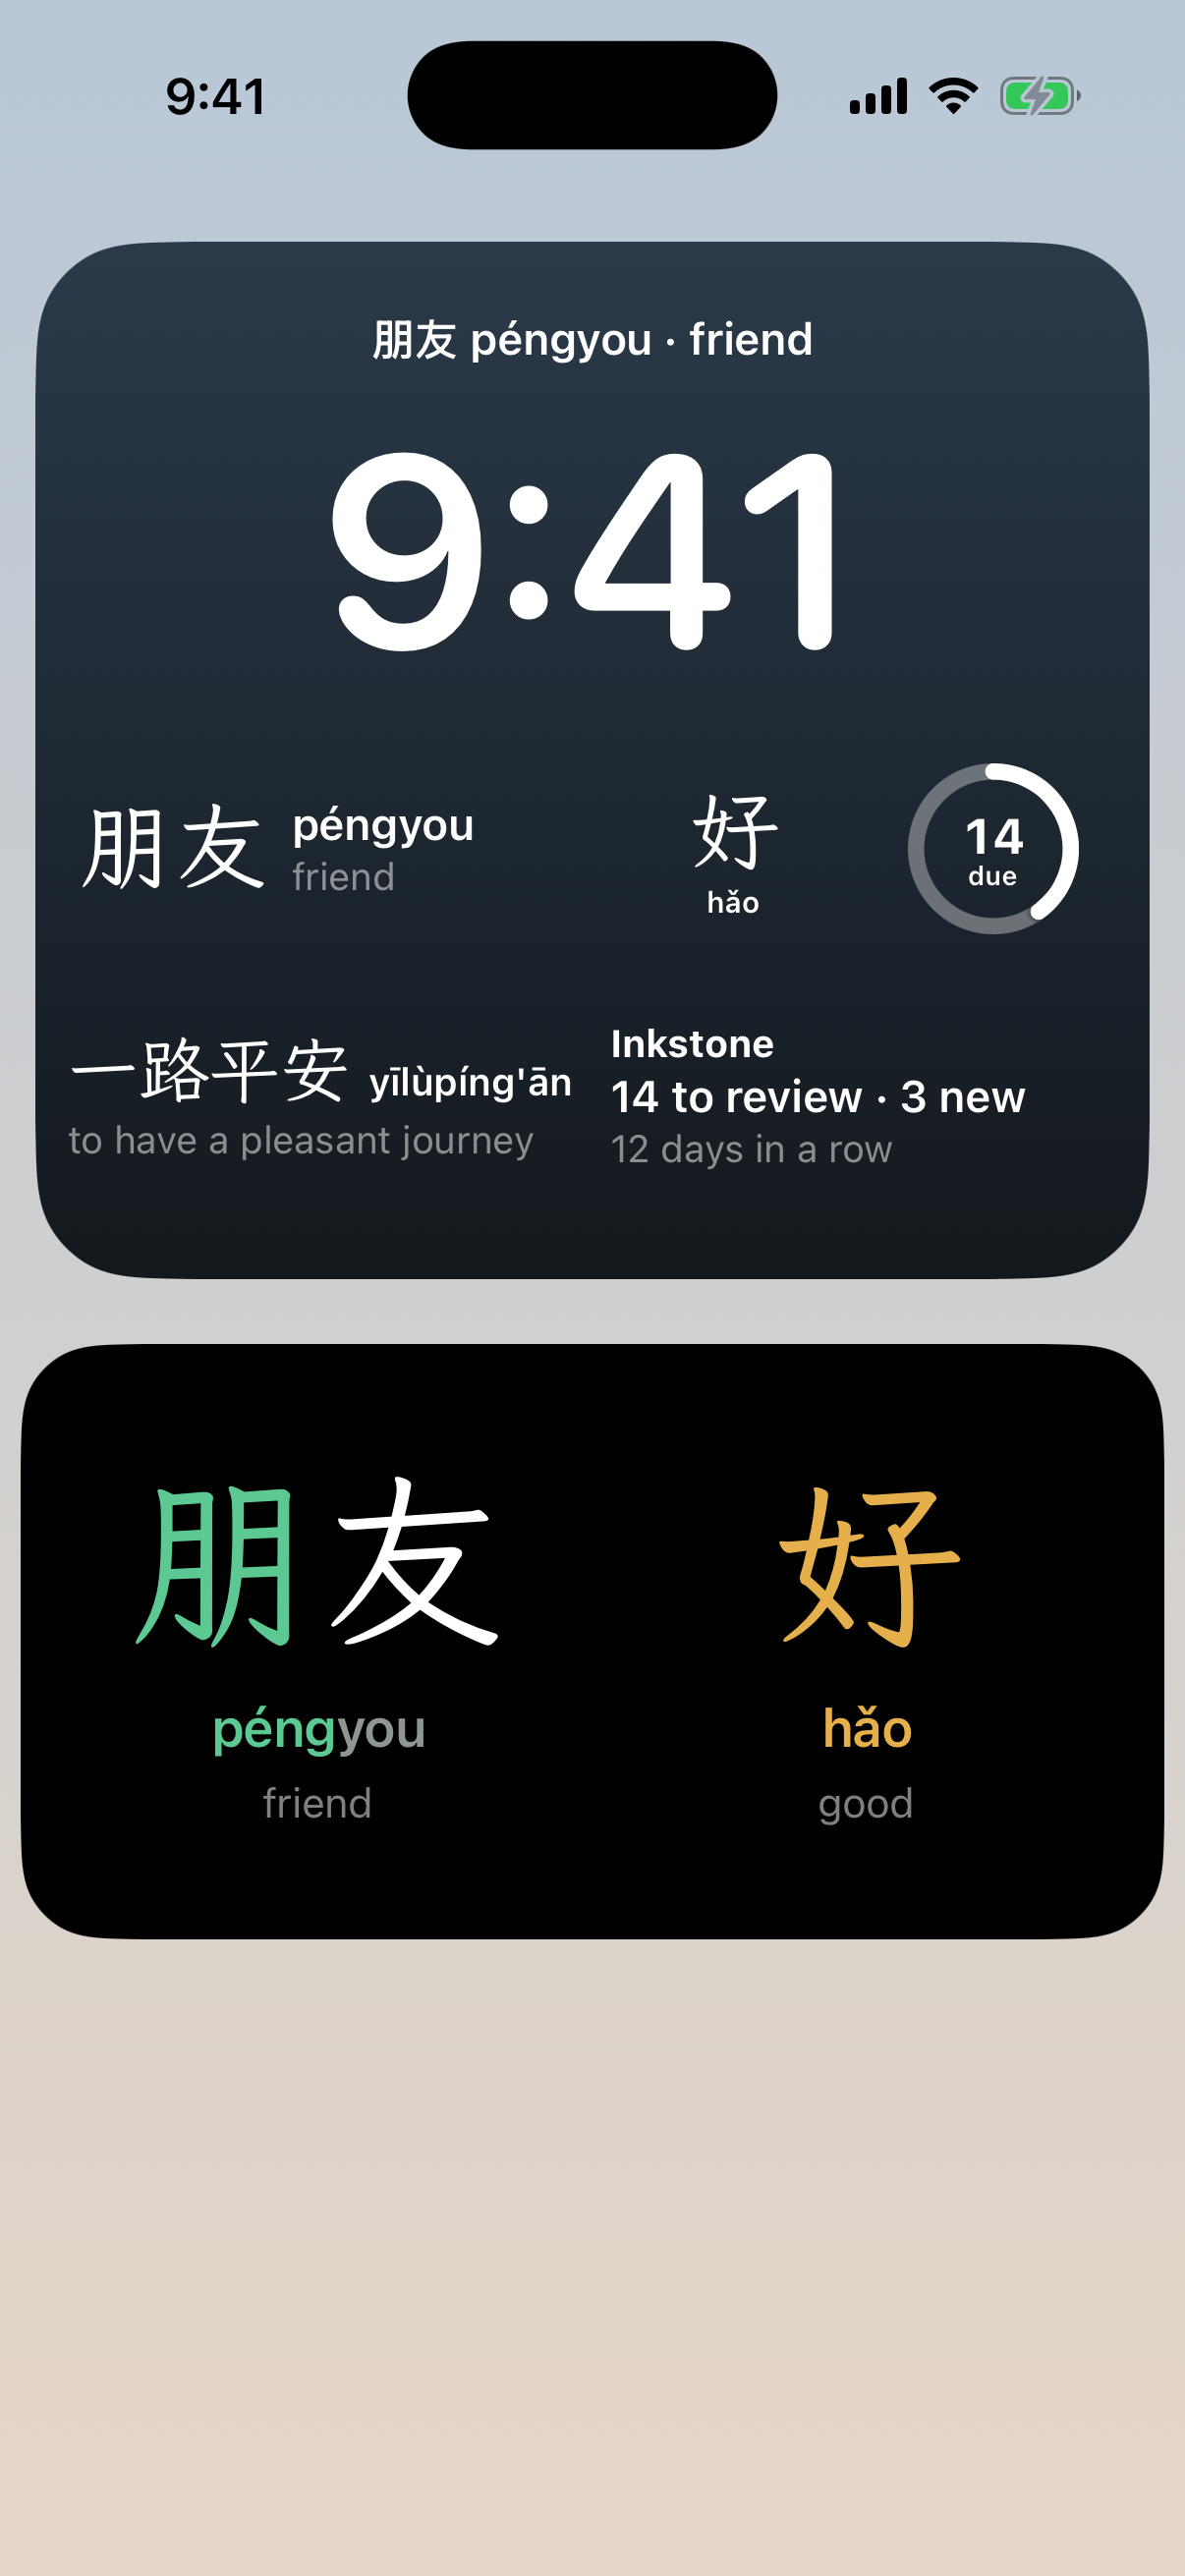 9:41
朋友 péngyou · friend
9:41
朋友 péngyou
friend
好
hǎo
14
due
一路平安 yīlùpíng'ān
to have a pleasant journey
Inkstone
14 to review · 3 new
12 days in a row
朋友
péngyou
friend
好
hǎo
good